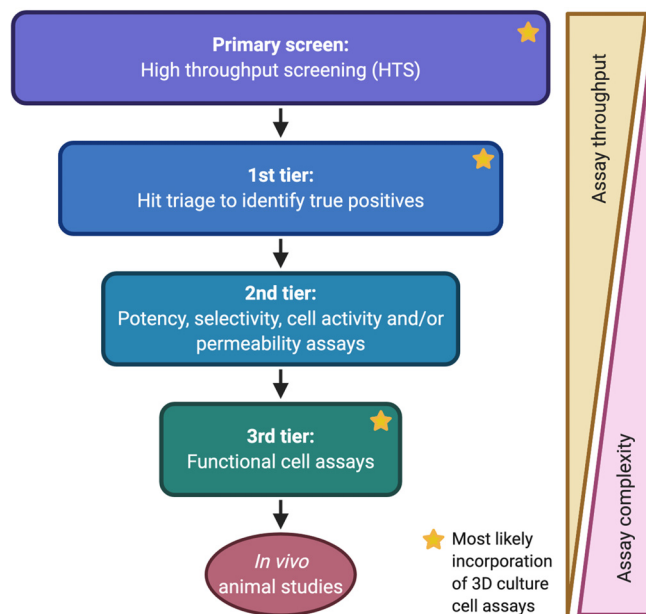 Primary screen:
High throughput screening (HTS)
1st tier:
Hit triage to identify true positives
2nd tier:
Potency, selectivity, cell activity and/or
permeability assays
3rd tier:
Functional cell assays
In vivo
animal studies
Most likely
incorporation
of 3D culture
cell assays
Assay throughput
Assay complexity